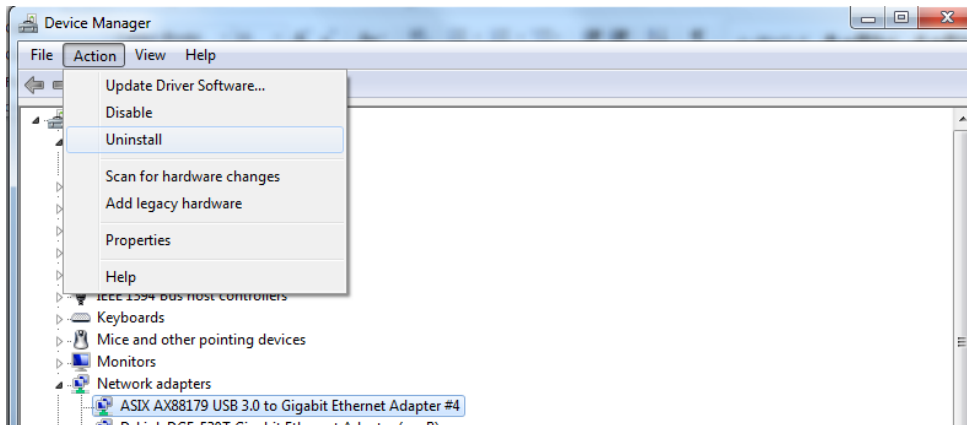 Device Manager
File Action View Help
Update Driver Software...
Disable
Uninstall
Scan for hardware changes
Add legacy hardware
Properties
Help
IEEE 1394 Bus host controllers
Keyboards
Mice and other pointing devices
Monitors
Network adapters
ASIX AX88179 USB 3.0 to Gigabit Ethernet Adapter #4